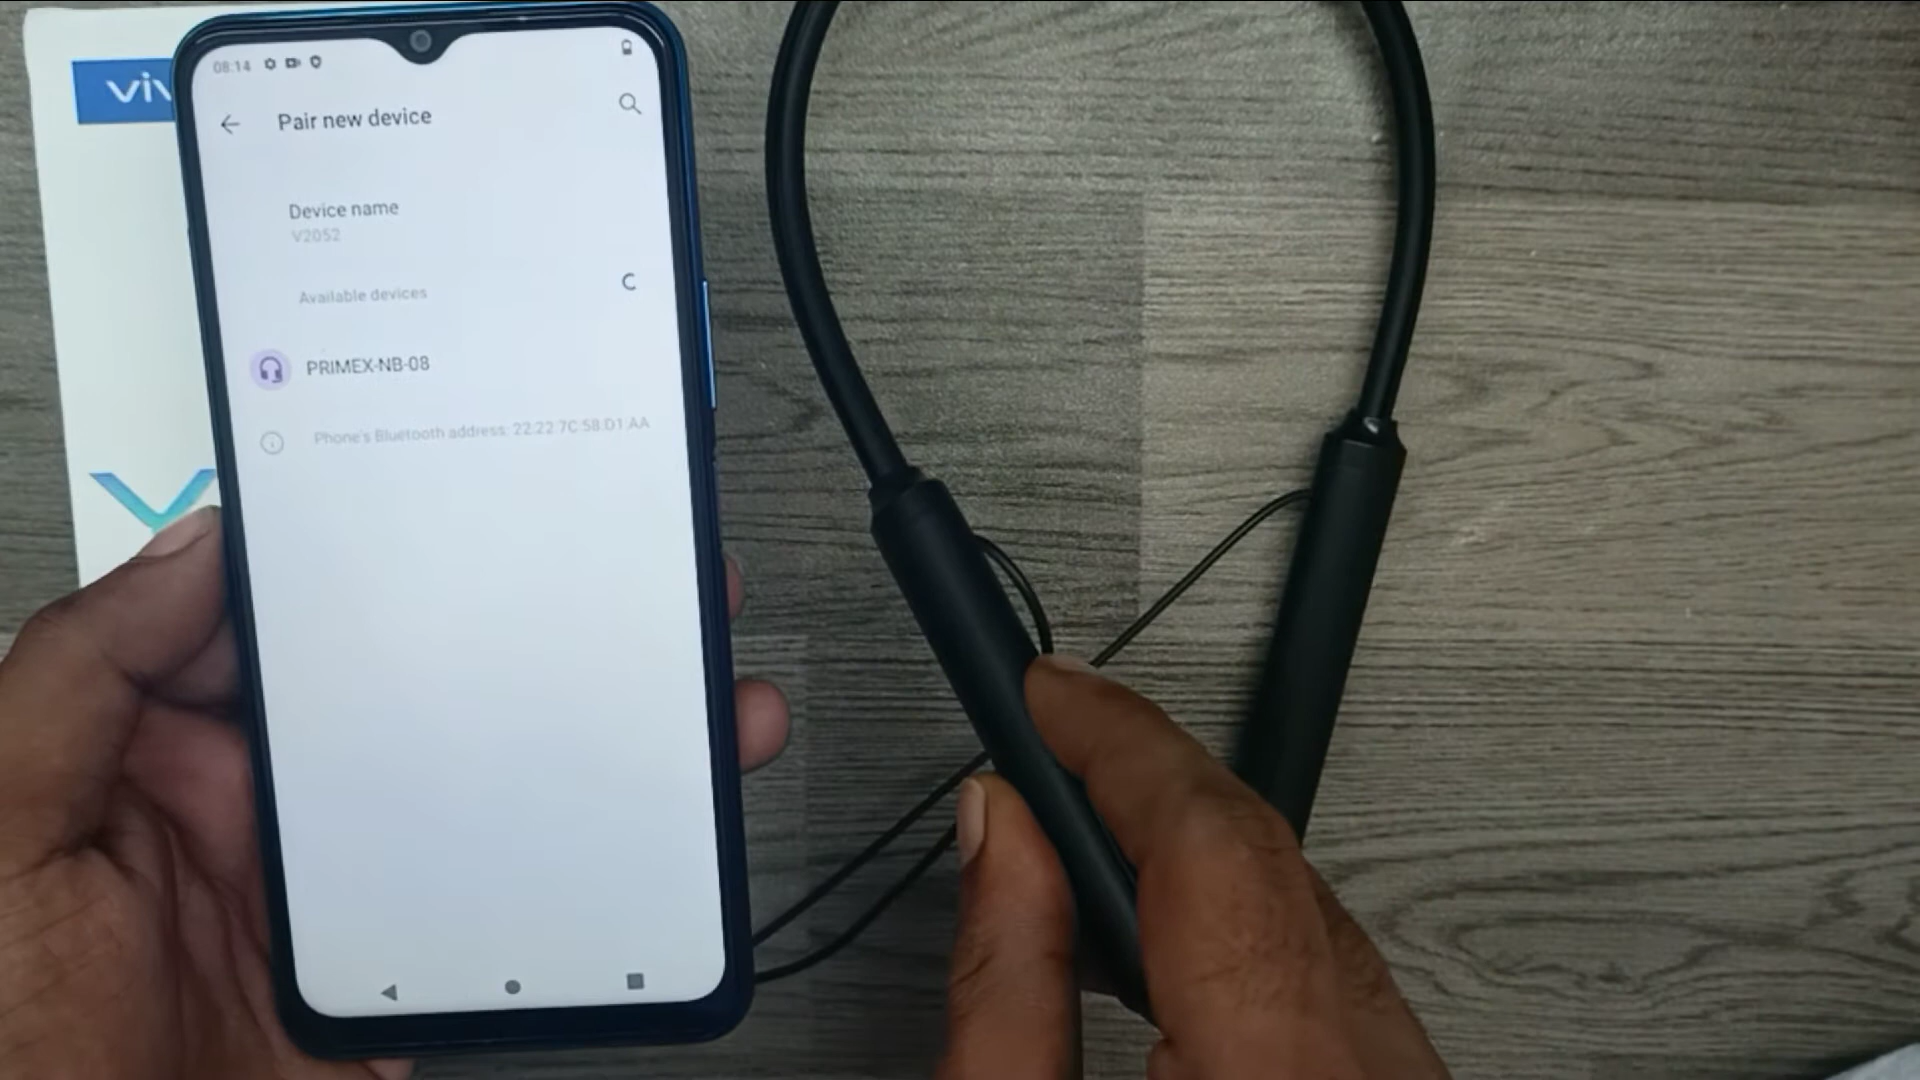 viv
08:14
Pair new device
Device name
V2052
Available devices
PRIMEX-NB-08
Phone's Bluetooth address: 22:22:7C:58:D1:AA
Y